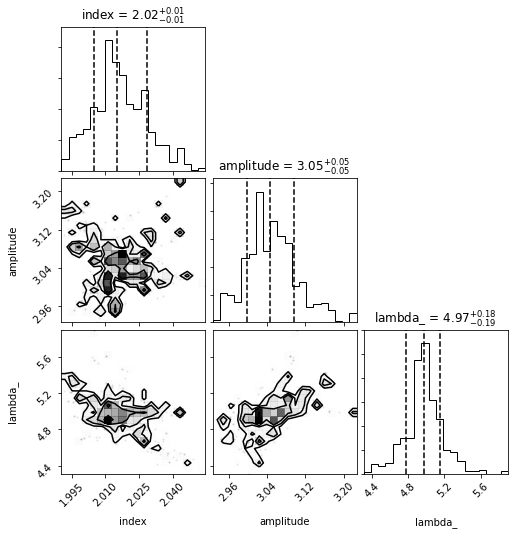 index = 2.02+0.01−0.01
amplitude = 3.05+0.05−0.05
3.20
3.12
3.04
2.96
amplitude
lambda_ = 4.97+0.18−0.19
5.6
5.2
4.8
4.4
lambda_
1.995 2.010 2.025 2.040
index
2.96 3.04 3.12 3.20
amplitude
4.4 4.8 5.2 5.6
lambda_